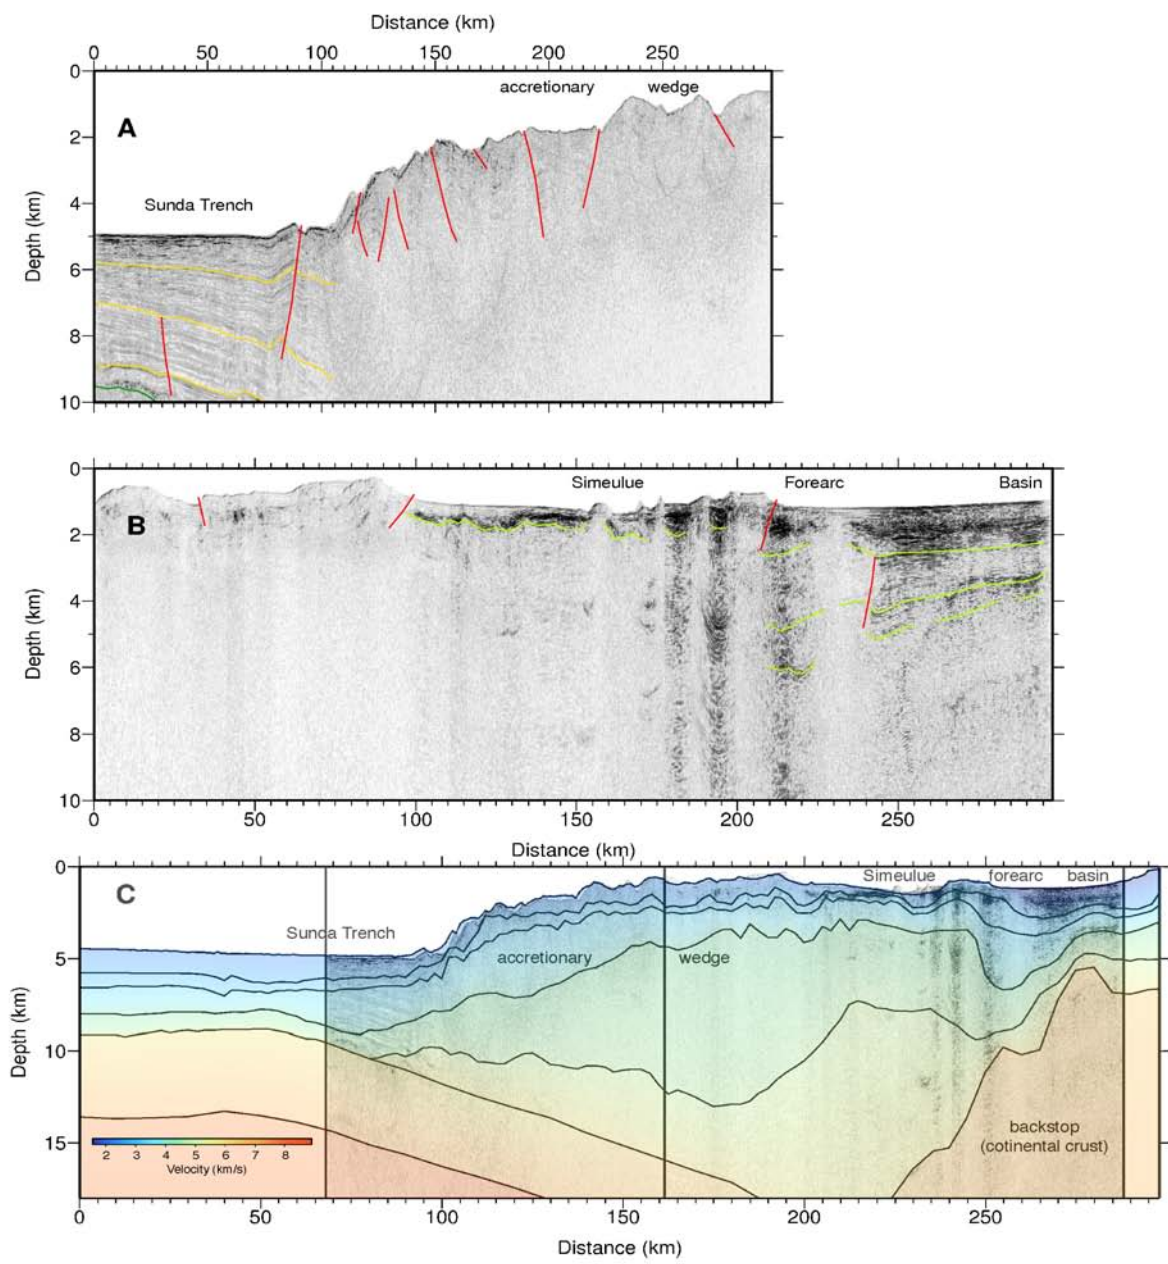 Distance (km)
0 50 100 150 200 250
0
accretionary wedge
A
2
Sunda Trench
4
Depth (km)
6
8
10
0
Simeulue Forearc Basin
B
2
4
Depth (km)
6
8
10
0 50 100 150 200 250
Distance (km)
0
C
Simeulue forearc basin
Sunda Trench
accretionary wedge
5
Depth (km)
10
backstop
(cotinental crust)
15
2 3 4 5 6 7 8
Velocity (km/s)
0 50 100 150 200 250
Distance (km)